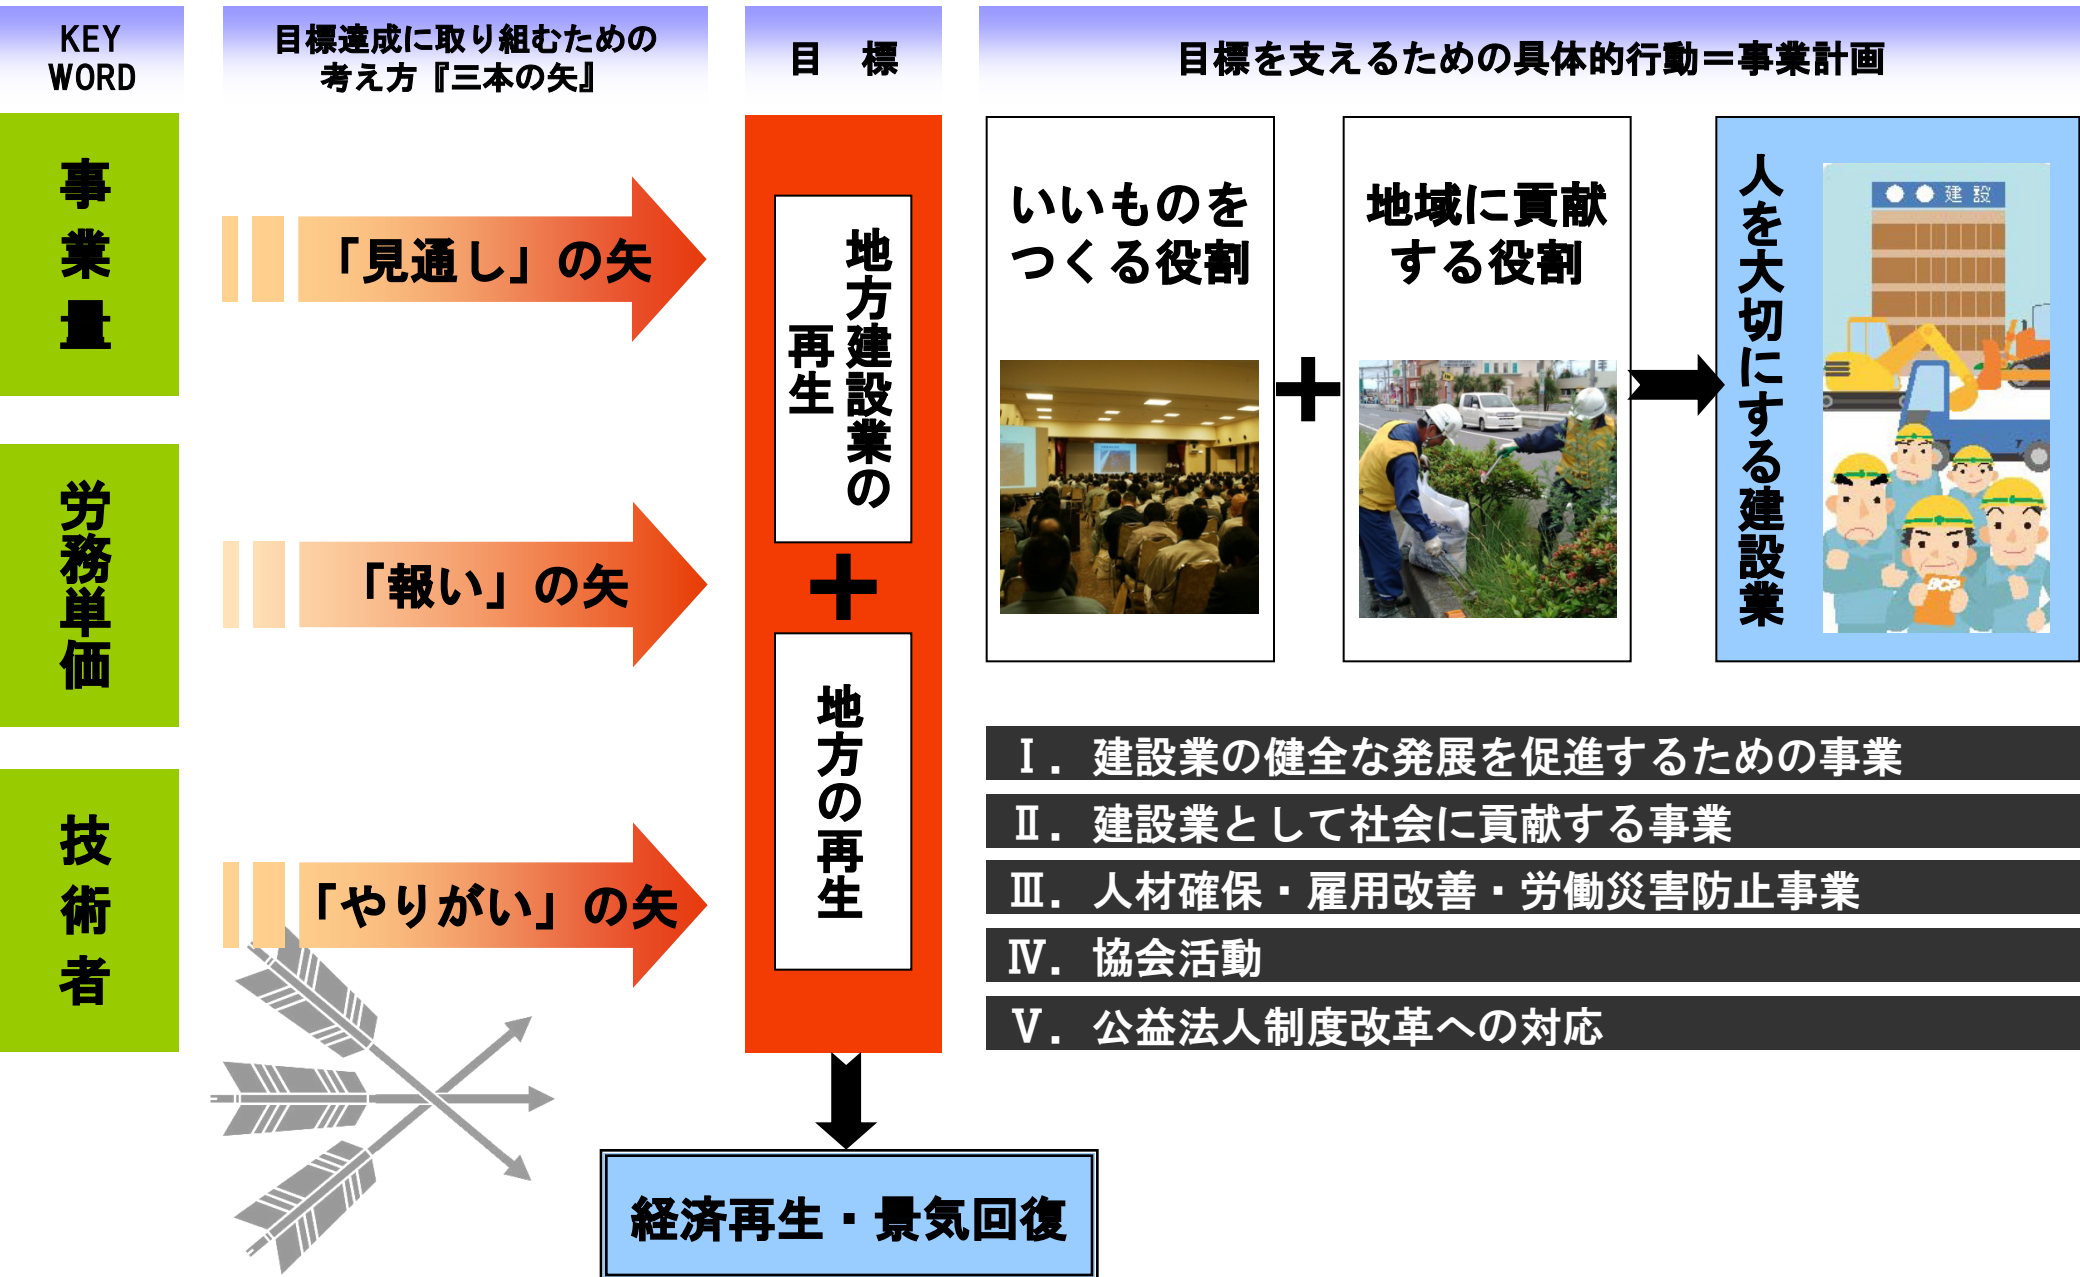 KEY
WORD
目標達成に取り組むための
考え方『三本の矢』
目　標
目標を支えるための具体的行動＝事業計画
事業量
「見通し」の矢
労務単価
「報い」の矢
技術者
「やりがい」の矢
地方建設業の
再生
＋
地方の再生
経済再生・景気回復
いいものを
つくる役割
＋
地域に貢献
する役割
人を大切にする建設業
●●建設
BCP
Ⅰ．建設業の健全な発展を促進するための事業
Ⅱ．建設業として社会に貢献する事業
Ⅲ．人材確保・雇用改善・労働災害防止事業
Ⅳ．協会活動
Ⅴ．公益法人制度改革への対応